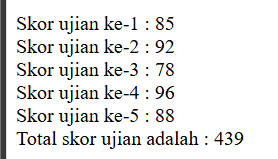 Skor ujian ke-1 : 85
Skor ujian ke-2 : 92
Skor ujian ke-3 : 78
Skor ujian ke-4 : 96
Skor ujian ke-5 : 88
Total skor ujian adalah : 439